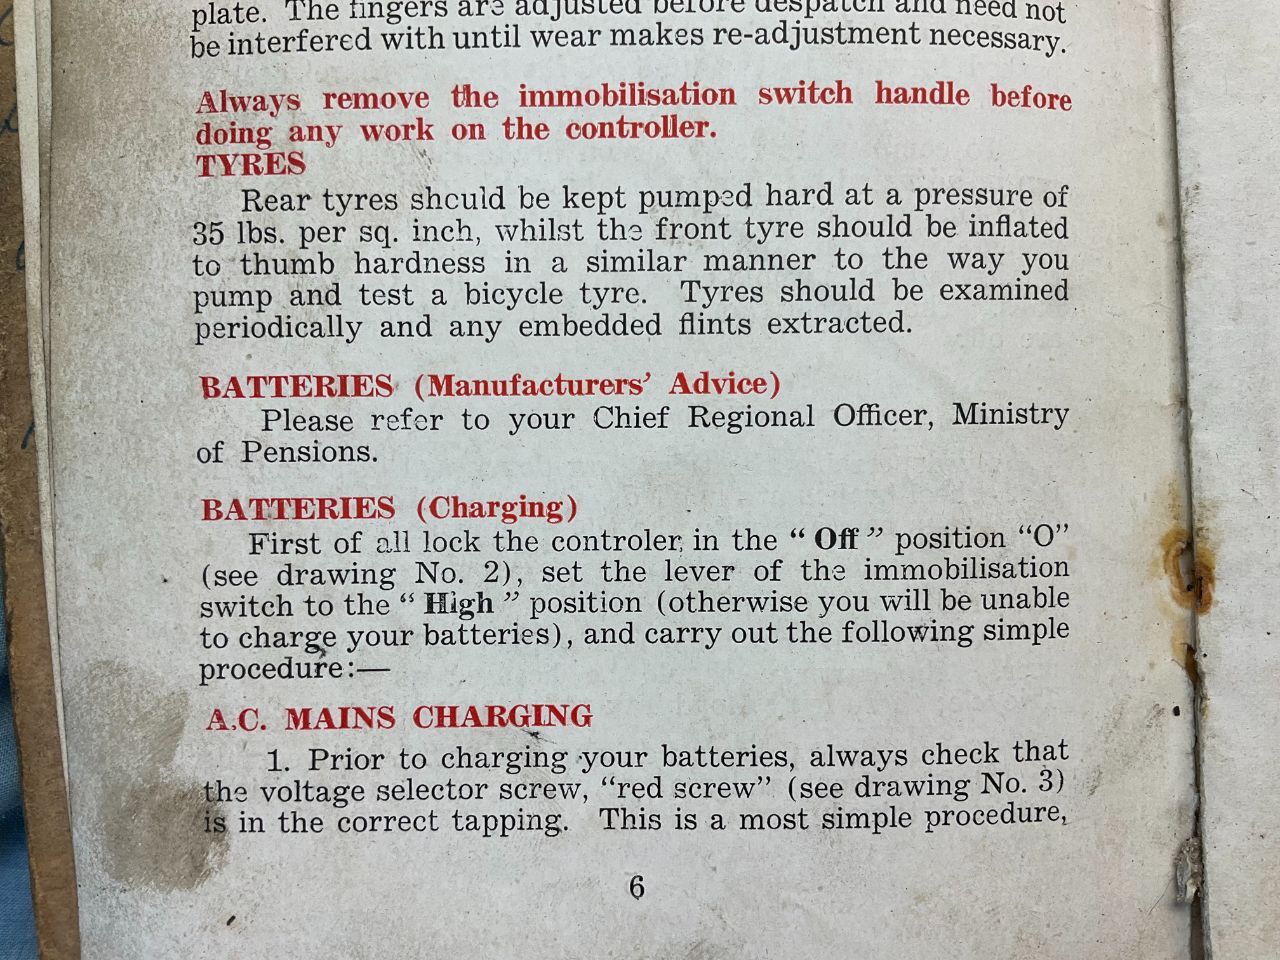 plate. The fingers are adjusted before despatch and need not
be interfered with until wear makes re-adjustment necessary.
Always remove the immobilisation switch handle before
doing any work on the controller.
TYRES
Rear tyres should be kept pumped hard at a pressure of
35 lbs. per sq. inch, whilst the front tyre should be inflated
to thumb hardness in a similar manner to the way you
pump and test a bicycle tyre. Tyres should be examined
periodically and any embedded flints extracted.
BATTERIES (Manufacturers' Advice)
Please refer to your Chief Regional Officer, Ministry
of Pensions.
BATTERIES (Charging)
First of all lock the controler, in the "Off" position "O"
(see drawing No. 2), set the lever of the immobilisation
switch to the "High" position (otherwise you will be unable
to charge your batteries), and carry out the following simple
procedure:—
A.C. MAINS CHARGING
1. Prior to charging your batteries, always check that
the voltage selector screw, "red screw" (see drawing No. 3)
is in the correct tapping. This is a most simple procedure,
6